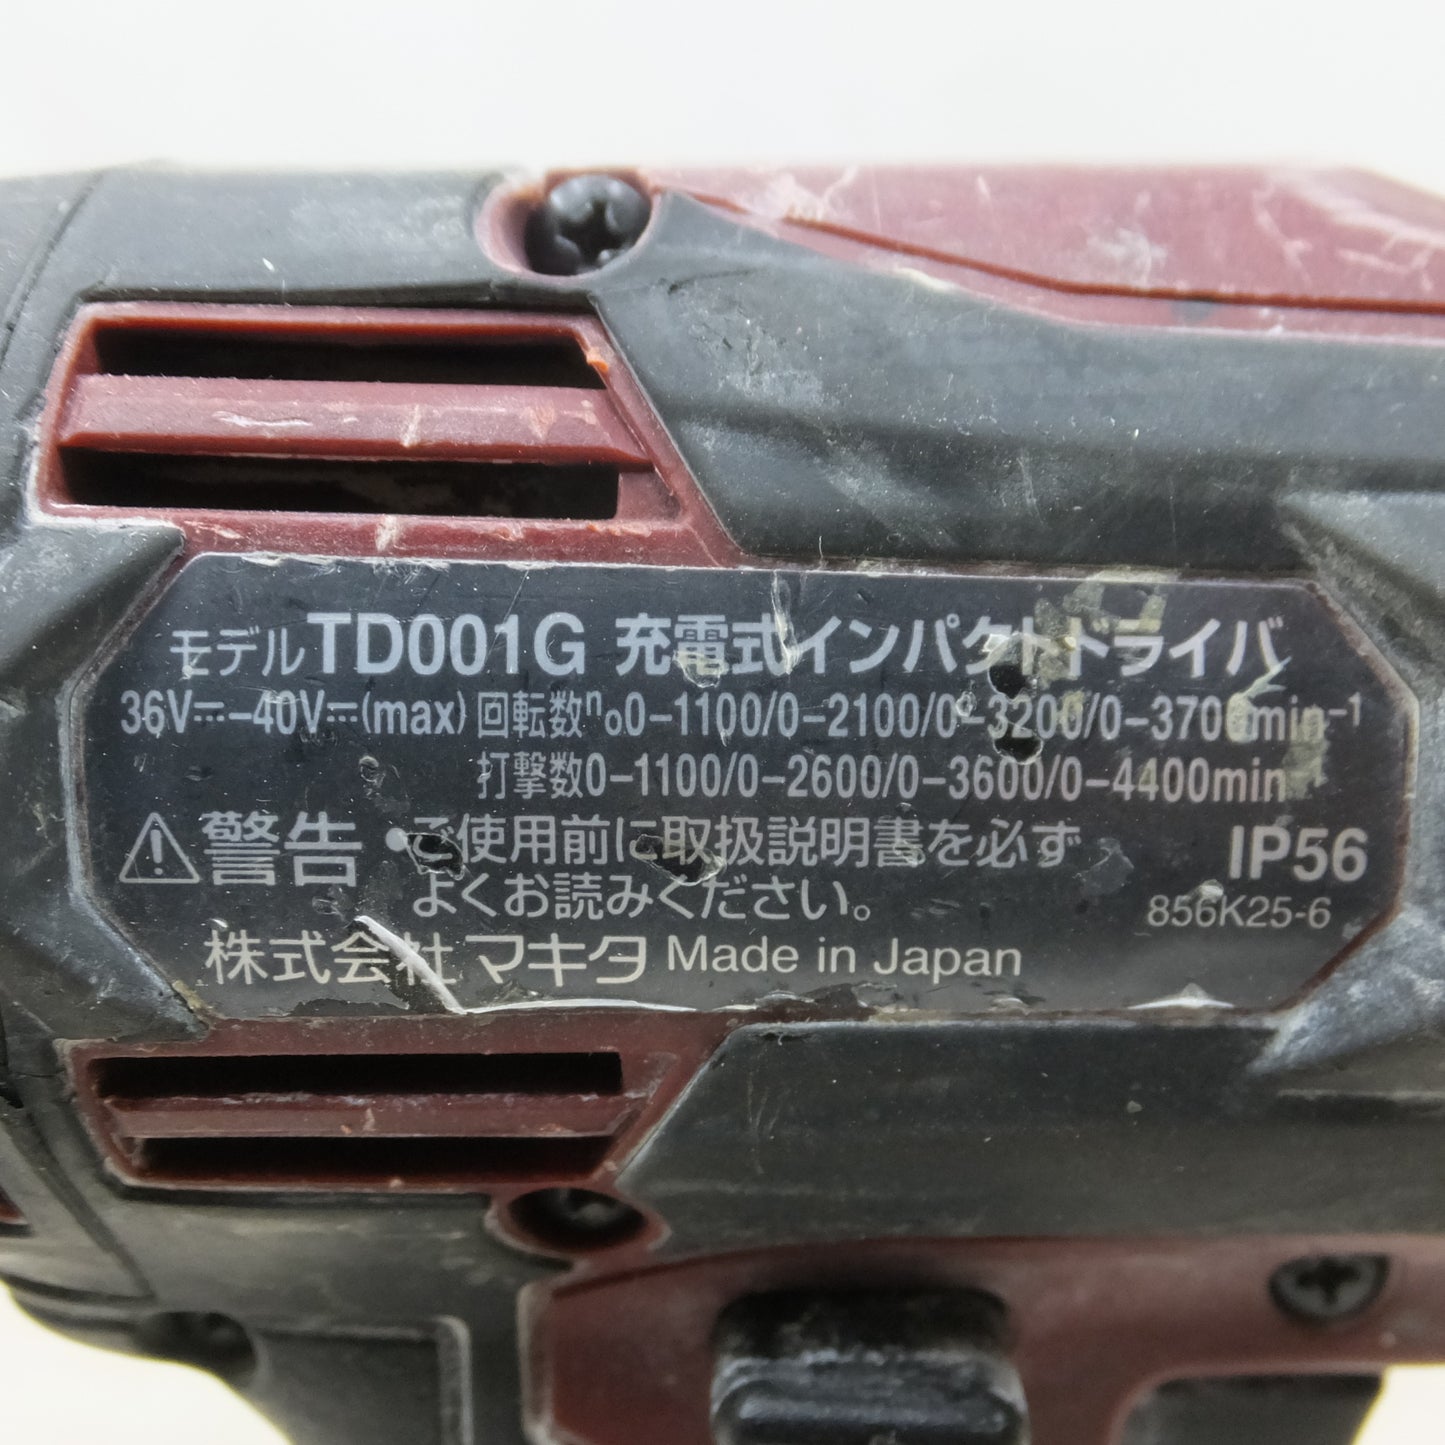 モデルTD001G 充電式インパクトドライバ
36V⎓-40V⎓(max) 回転数n₀0-1100/0-2100/0-3200/0-3700min⁻¹
打撃数0-1100/0-2600/0-3600/0-4400min⁻¹
⚠警告 •ご使用前に取扱説明書を必ず
よくお読みください。
IP56
856K25-6
株式会社マキタ Made in Japan